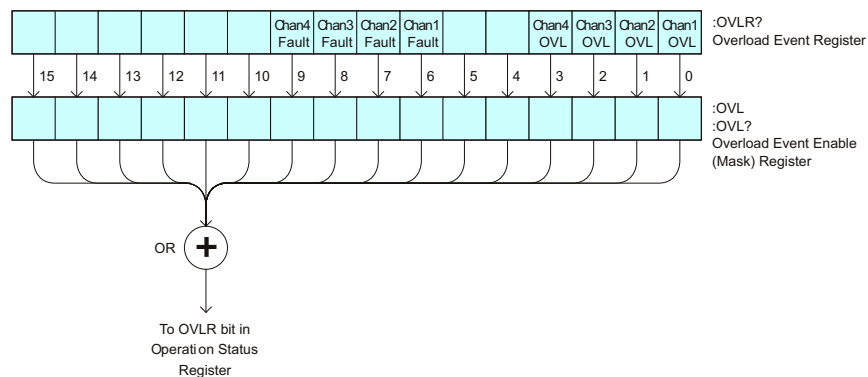 Chan4 Fault
Chan3 Fault
Chan2 Fault
Chan1 Fault
Chan4 OVL
Chan3 OVL
Chan2 OVL
Chan1 OVL
:OVLR?
Overload Event Register
15 14 13 12 11 10 9 8 7 6 5 4 3 2 1 0
:OVL
:OVL?
Overload Event Enable
(Mask) Register
OR +
To OVLR bit in
Operation Status
Register